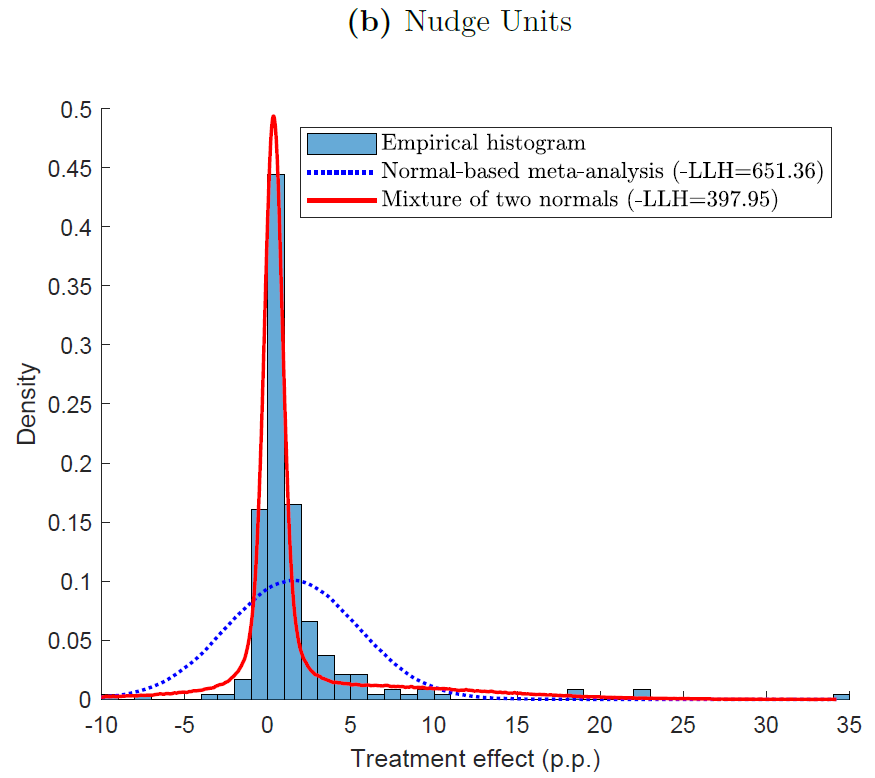 (b) Nudge Units
Empirical histogram
Normal-based meta-analysis (-LLH=651.36)
Mixture of two normals (-LLH=397.95)
0.5
0.45
0.4
0.35
0.3
0.25
0.2
0.15
0.1
0.05
0
Density
-10 -5 0 5 10 15 20 25 30 35
Treatment effect (p.p.)